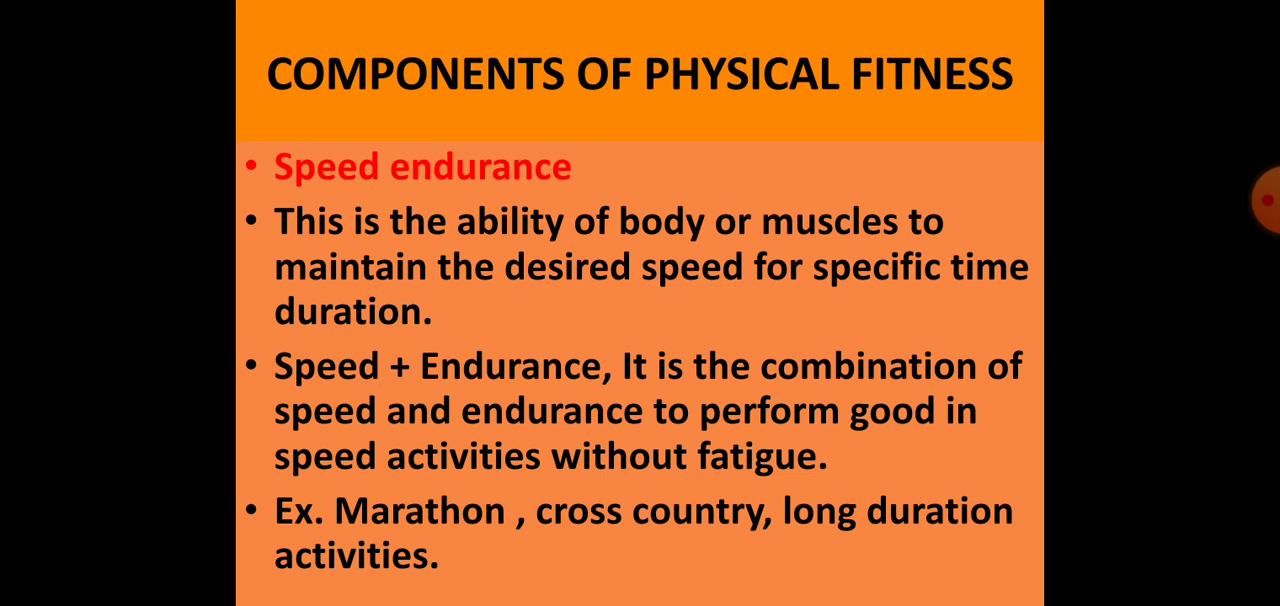 COMPONENTS OF PHYSICAL FITNESS
• Speed endurance
• This is the ability of body or muscles to
maintain the desired speed for specific time
duration.
• Speed + Endurance, It is the combination of
speed and endurance to perform good in
speed activities without fatigue.
• Ex. Marathon , cross country, long duration
activities.